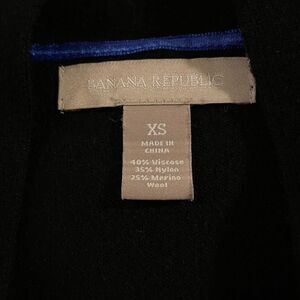 BANANA REPUBLIC
XS
MADE IN
CHINA
40% Viscose
35% Nylon
25% Merino
Wool